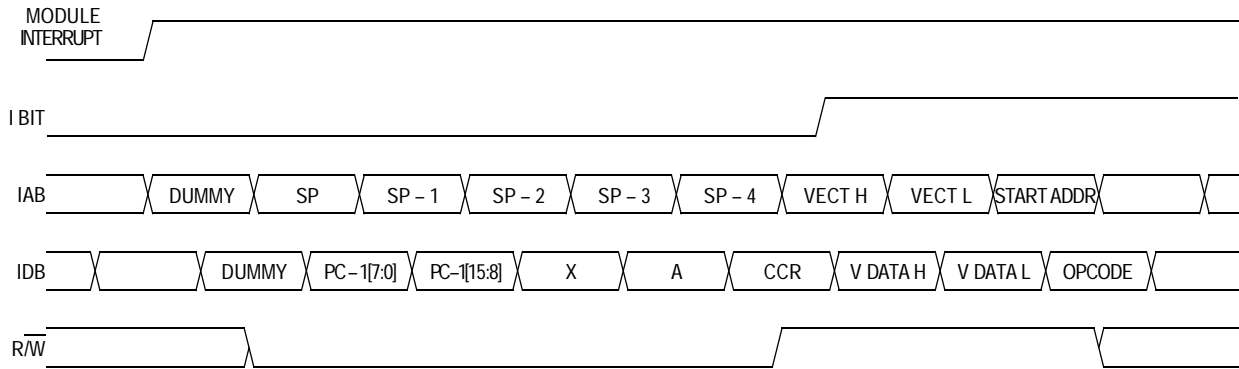 MODULE
INTERRUPT
I BIT
IAB DUMMY SP SP – 1 SP – 2 SP – 3 SP – 4 VECT H VECT L START ADDR
IDB DUMMY PC – 1[7:0] PC–1[15:8] X A CCR V DATA H V DATA L OPCODE
R/W